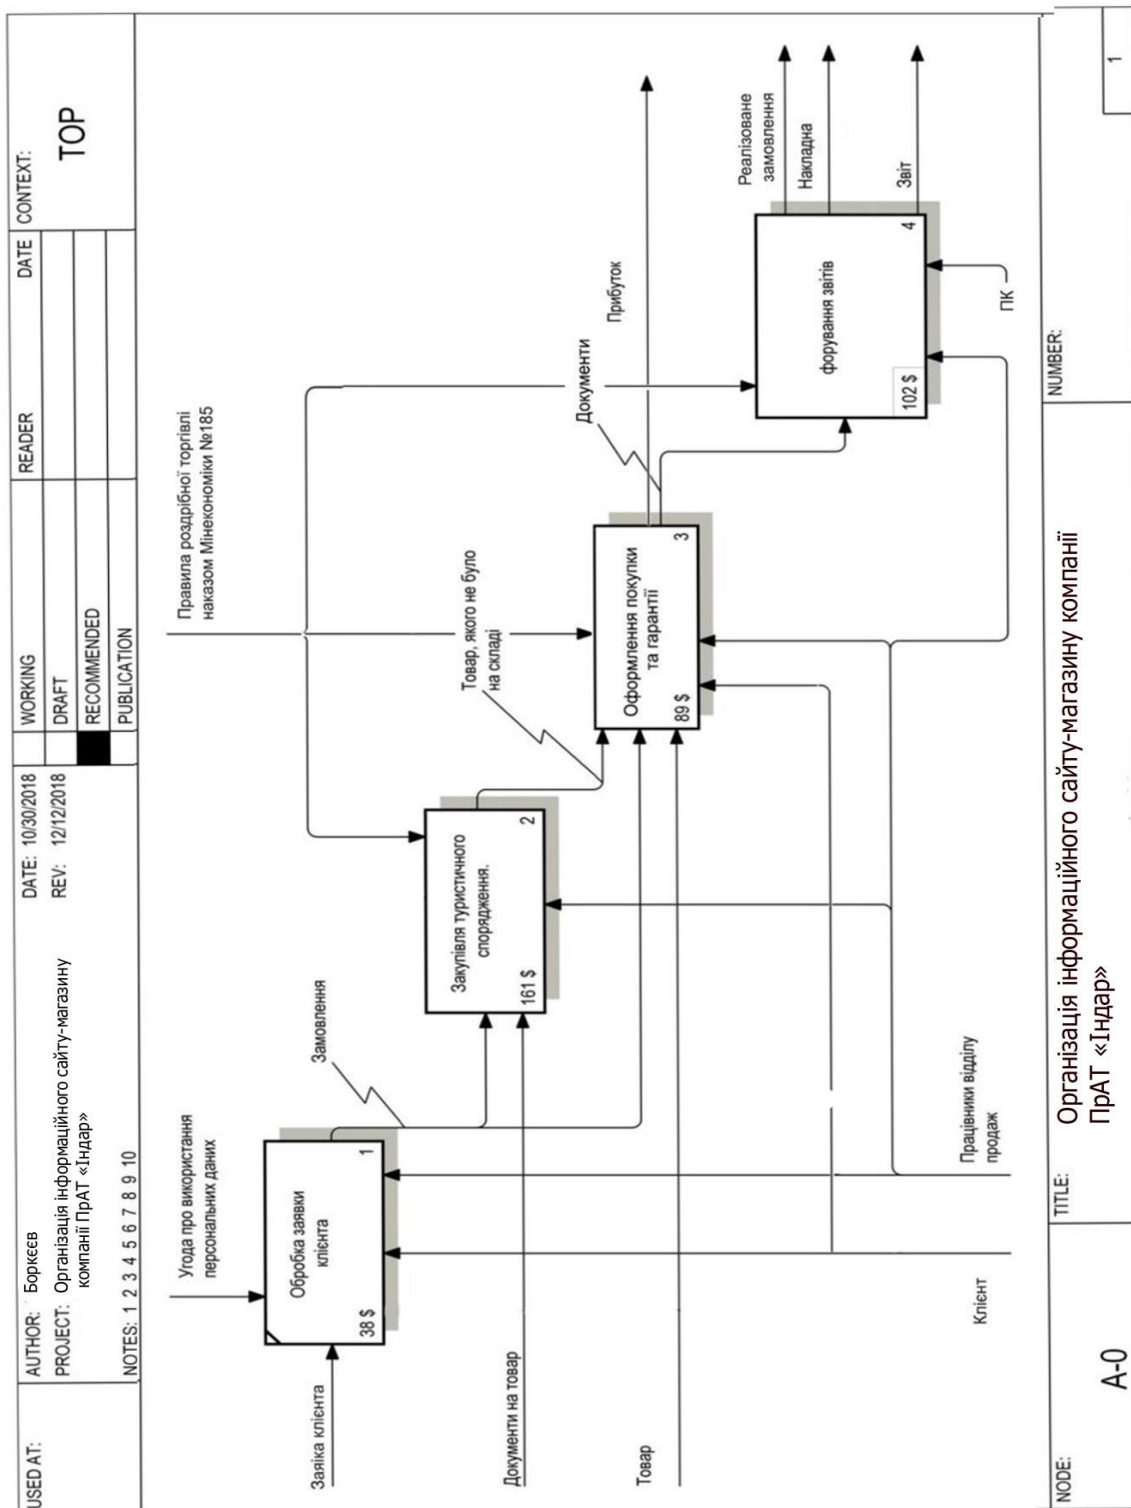 USED AT:
AUTHOR: Боркєєв
DATE: 10/30/2018
PROJECT: Організація інформаційного сайту-магазину
компанії ПрАТ «Індар»
REV: 12/12/2018
NOTES: 1 2 3 4 5 6 7 8 9 10
WORKING
DRAFT
RECOMMENDED
PUBLICATION
READER
DATE
CONTEXT:
TOP
Угода про використання
персональних даних
Правила роздрібної торгівлі
наказом Мінекономіки №185
Заяіка клієнта
Обробка заявки
клієнта
38 $
1
Замовлення
Документи на товар
Закупівля туристичного
спорядження.
161 $
2
Товар, якого не було
на складі
Товар
Оформлення покупки
та гарантії
89 $
3
Документи
Прибуток
форування звітів
102 $
4
Реалізоване
замовлення
Накладна
Звіт
ПК
Клієнт
Працівники відділу
продаж
NODE:
A-0
TITLE:
Організація інформаційного сайту-магазину компанії
ПрАТ «Індар»
NUMBER:
1